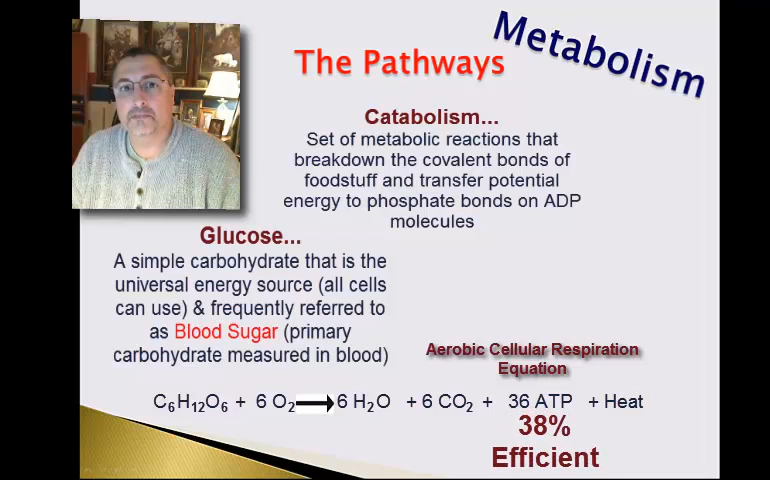 Metabolism
The Pathways
Catabolism...
Set of metabolic reactions that
breakdown the covalent bonds of
foodstuff and transfer potential
energy to phosphate bonds on ADP
molecules
Glucose...
A simple carbohydrate that is the
universal energy source (all cells
can use) & frequently referred to
as Blood Sugar (primary
carbohydrate measured in blood)
Aerobic Cellular Respiration
Equation
C₆H₁₂O₆ + 6 O₂ → 6 H₂O + 6 CO₂ + 36 ATP + Heat
38%
Efficient